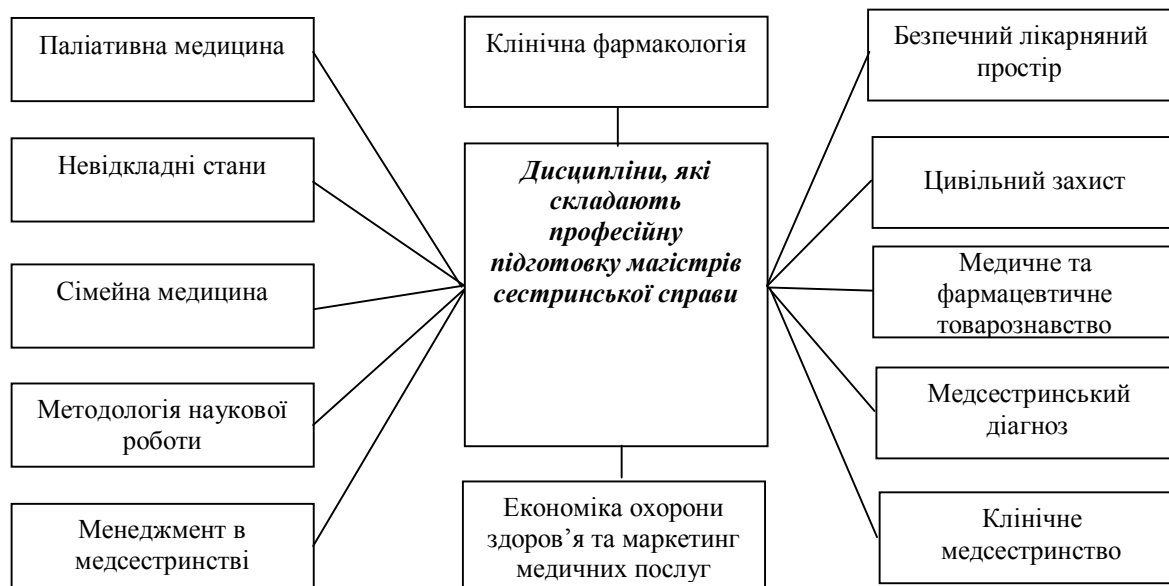 Паліативна медицина
Клінічна фармакологія
Безпечний лікарняний
простір
Невідкладні стани
Дисципліни, які
складають
професійну
підготовку магістрів
сестринської справи
Цивільний захист
Сімейна медицина
Медичне та
фармацевтичне
товарознавство
Методологія наукової
роботи
Медсестринський
діагноз
Менеджмент в
медсестринстві
Економіка охорони
здоров’я та маркетинг
медичних послуг
Клінічне
медсестринство